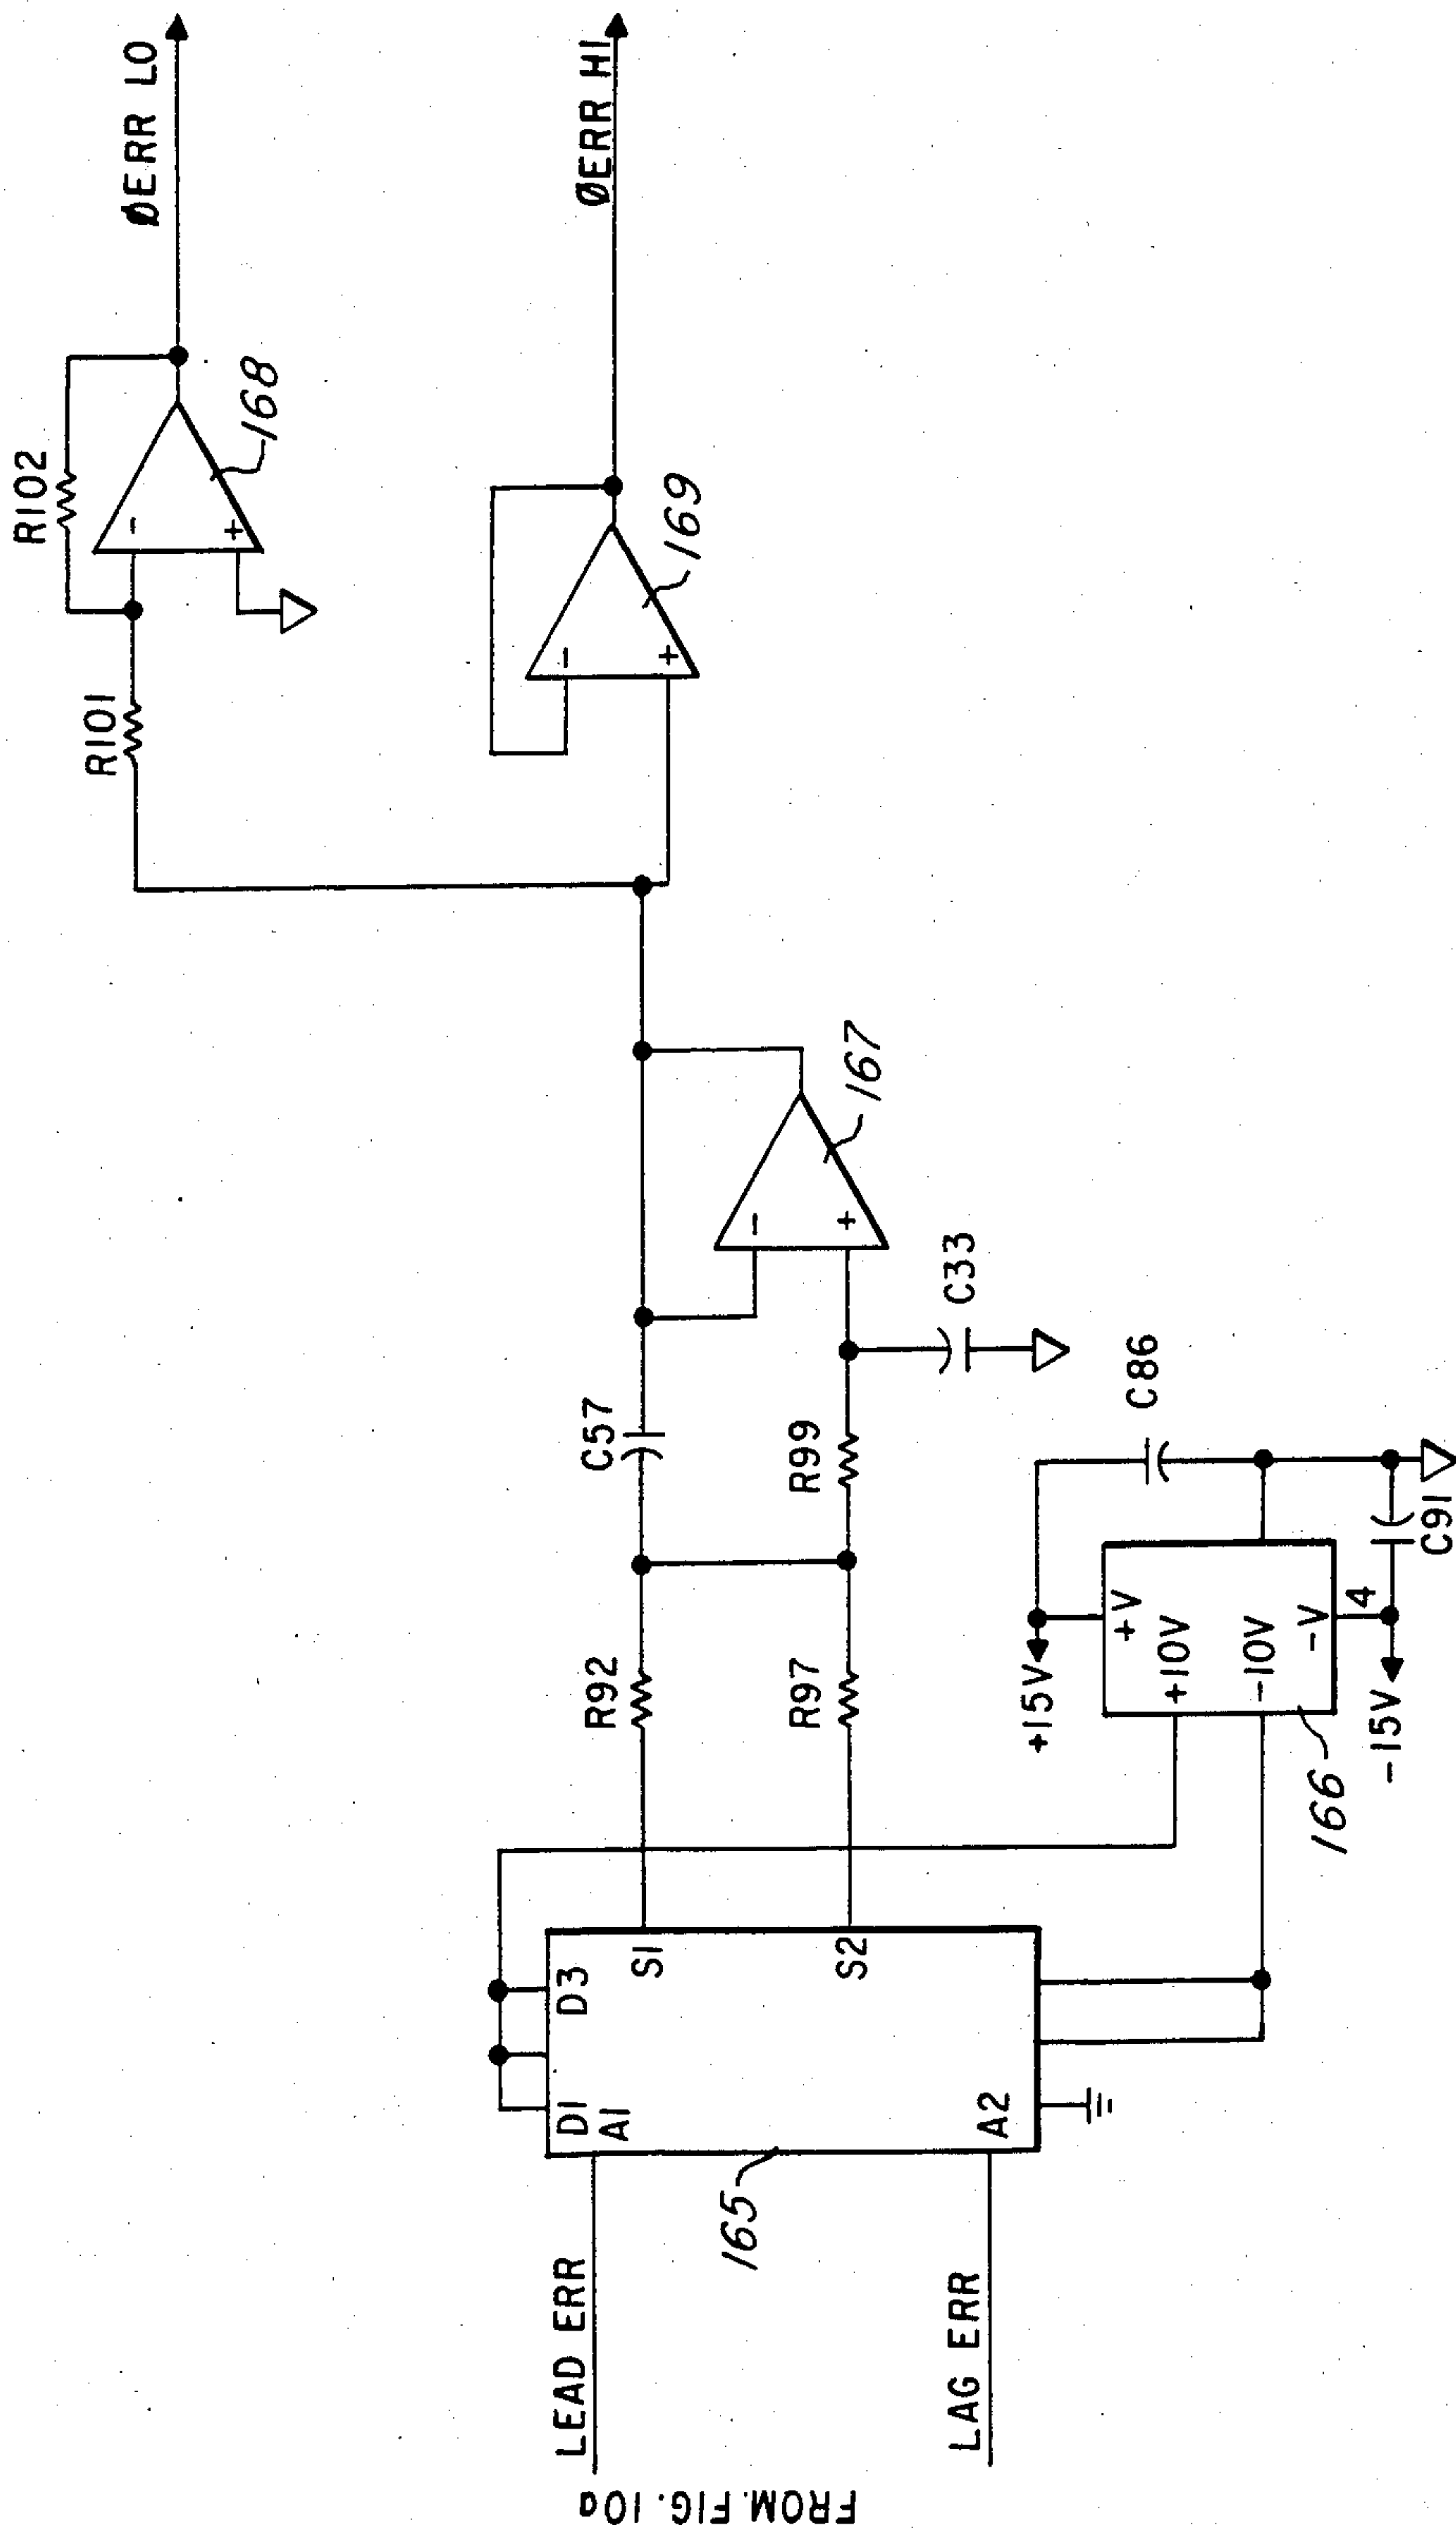 FROM FIG. 10a
LEAD ERR
LAG ERR
165
D1
D3
A1
A2
S1
S2
R92
R97
C57
R99
C33
-
+
167
R101
R102
-
+
168
ØERR LO
-
+
169
ØERR HI
+15V
+V
+10V
-10V
-V
4
-15V
166
C86
C91